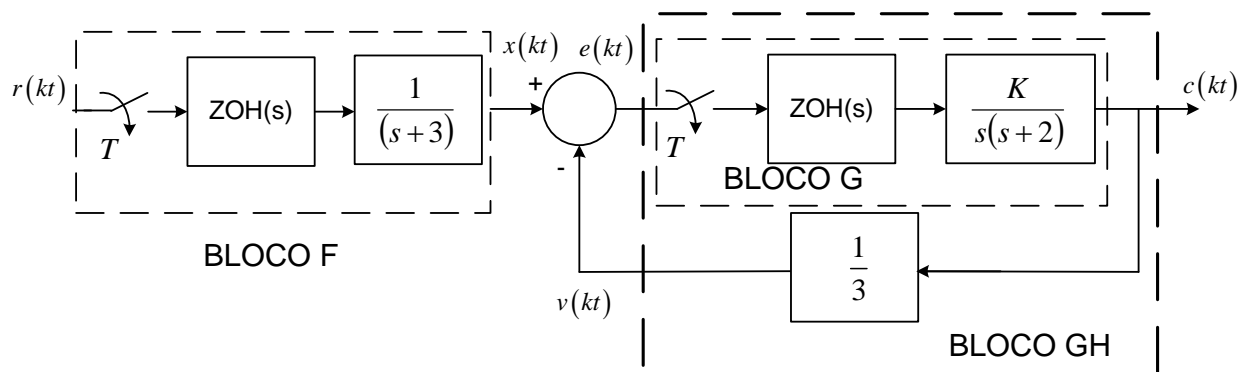 r(kt)
T
ZOH(s)
1
(s+3)
BLOCO F
x(kt)
e(kt)
+
-
v(kt)
T
ZOH(s)
K
s(s+2)
BLOCO G
c(kt)
1
3
BLOCO GH